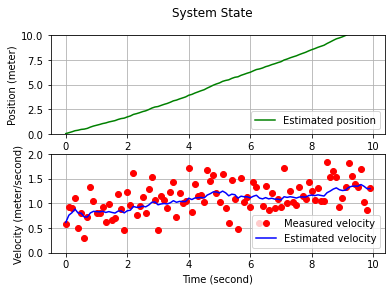 System State
Position (meter)
10.0
7.5
5.0
2.5
0.0
Estimated position
0 2 4 6 8 10
Velocity (meter/second)
2.0
1.5
1.0
0.5
0.0
Measured velocity
Estimated velocity
0 2 4 6 8 10
Time (second)